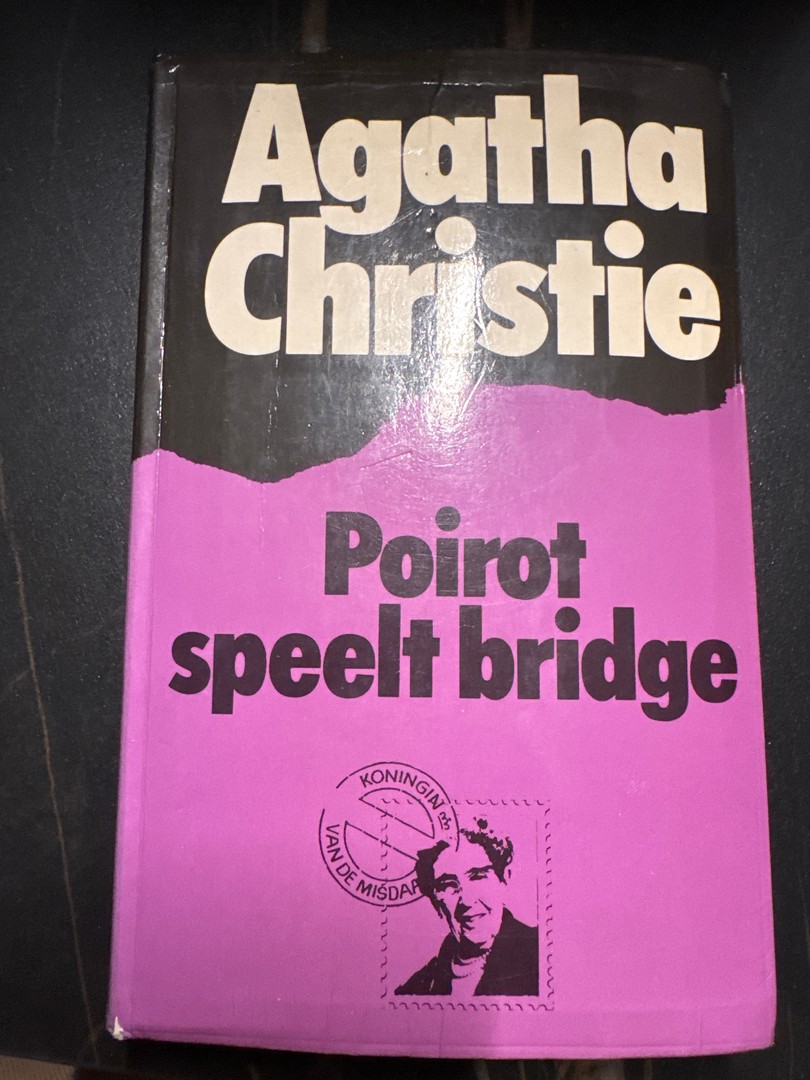 Agatha
Christie
Poirot
speelt bridge
KONINGIN
VAN DE MISDAAD